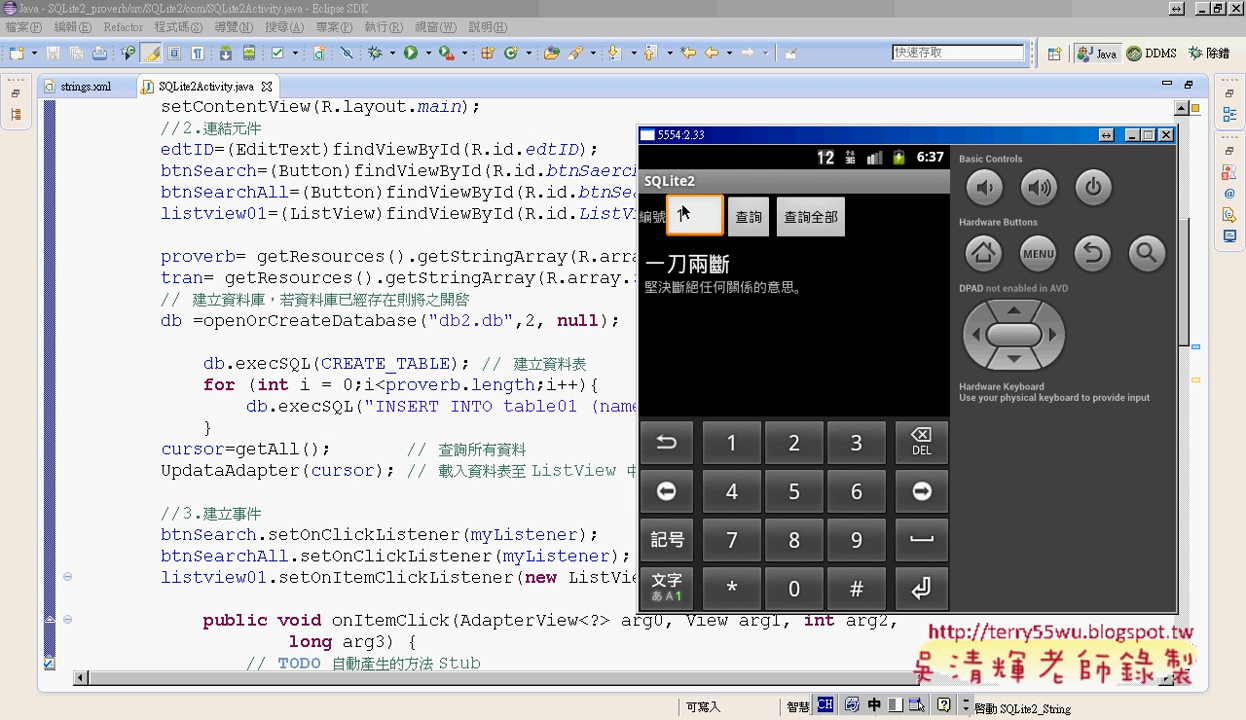 Java - SQLite2_proverb/src/SQLite2/com/SQLite2Activity.java - Eclipse SDK
檔案(F) 編輯(E) Refactor 程式碼(S) 導覽(N) 搜尋(A) 專案(P) 執行(R) 視窗(W) 說明(H)
快速存取
Java
DDMS
除錯
strings.xml
SQLite2Activity.java
setContentView(R.layout.main);
//2.連結元件
edtID=(EditText)findViewById(R.id.edtID);
btnSearch=(Button)findViewById(R.id.btnSaerc
btnSearchAll=(Button)findViewById(R.id.btnSe
listview01=(ListView)findViewById(R.id.ListV
proverb= getResources().getStringArray(R.arra
tran= getResources().getStringArray(R.array.
// 建立資料庫，若資料庫已經存在則將之開啟
db =openOrCreateDatabase("db2.db",2, null);
db.execSQL(CREATE_TABLE); // 建立資料表
for (int i = 0;i<proverb.length;i++){
db.execSQL("INSERT INTO table01 (name
}
cursor=getAll(); // 查詢所有資料
UpdataAdapter(cursor); // 載入資料表至 ListView 中
//3.建立事件
btnSearch.setOnClickListener(myListener);
btnSearchAll.setOnClickListener(myListener);
listview01.setOnItemClickListener(new ListVie
public void onItemClick(AdapterView<?> arg0, View arg1, int arg2,
long arg3) {
// TODO 自動產生的方法 Stub
5554:2.33
12
3G
6:37
SQLite2
編號
1
查詢
查詢全部
一刀兩斷
堅決斷絕任何關係的意思。
1 2 3 DEL
4 5 6
記号 7 8 9
文字 * 0 #
あA1
Basic Controls
Hardware Buttons
MENU
DPAD not enabled in AVD
Hardware Keyboard
Use your physical keyboard to provide input
http://terry55wu.blogspot.tw
吳清輝老師錄製
可寫入
智慧
CH
中
啓動 SQLite2_String